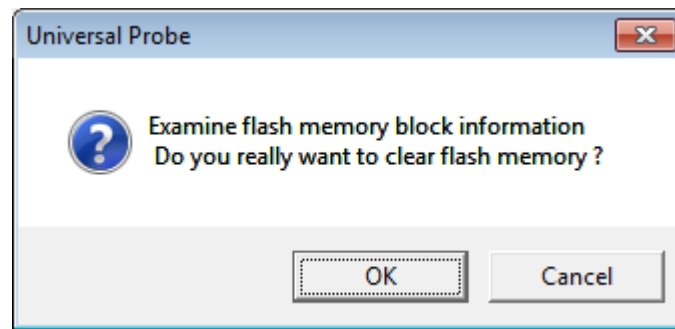 Universal Probe
Examine flash memory block information
Do you really want to clear flash memory ?
OK
Cancel